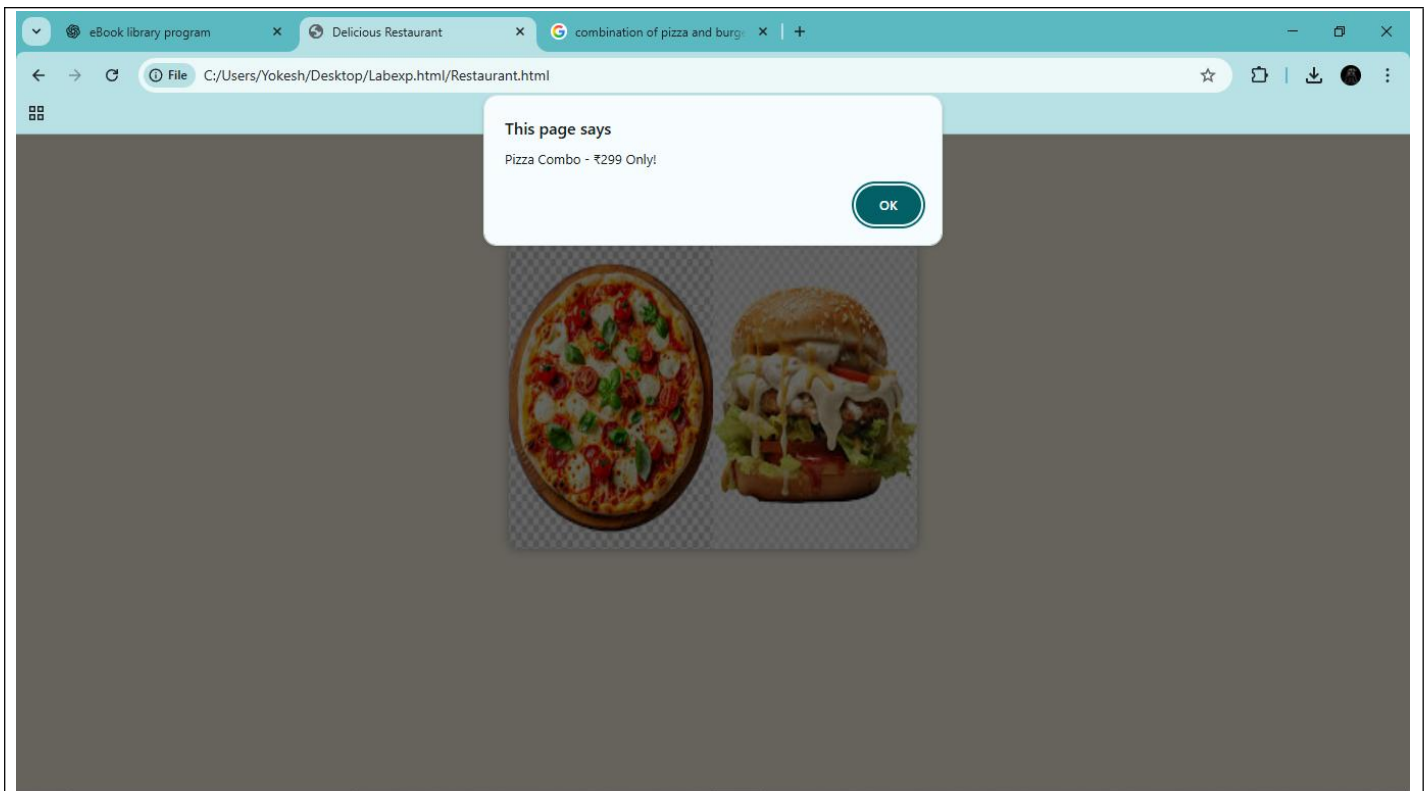 eBook library program
Delicious Restaurant
combination of pizza and burg
File
C:/Users/Yokesh/Desktop/Labexp.html/Restaurant.html
This page says
Pizza Combo - ₹299 Only!
OK